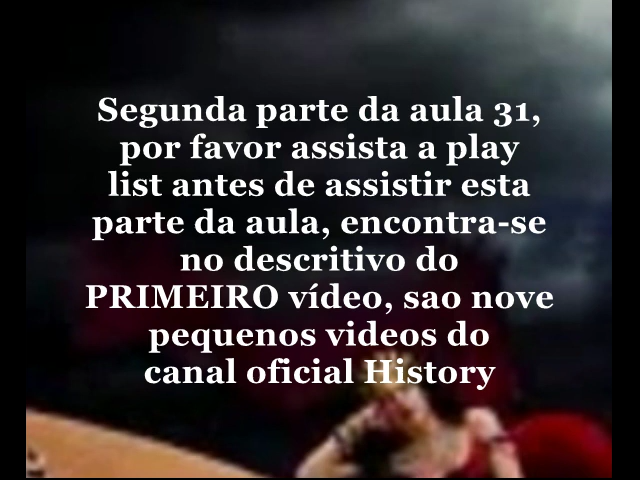 Segunda parte da aula 31,
por favor assista a play
list antes de assistir esta
parte da aula, encontra-se
no descritivo do
PRIMEIRO vídeo, sao nove
pequenos videos do
canal oficial History